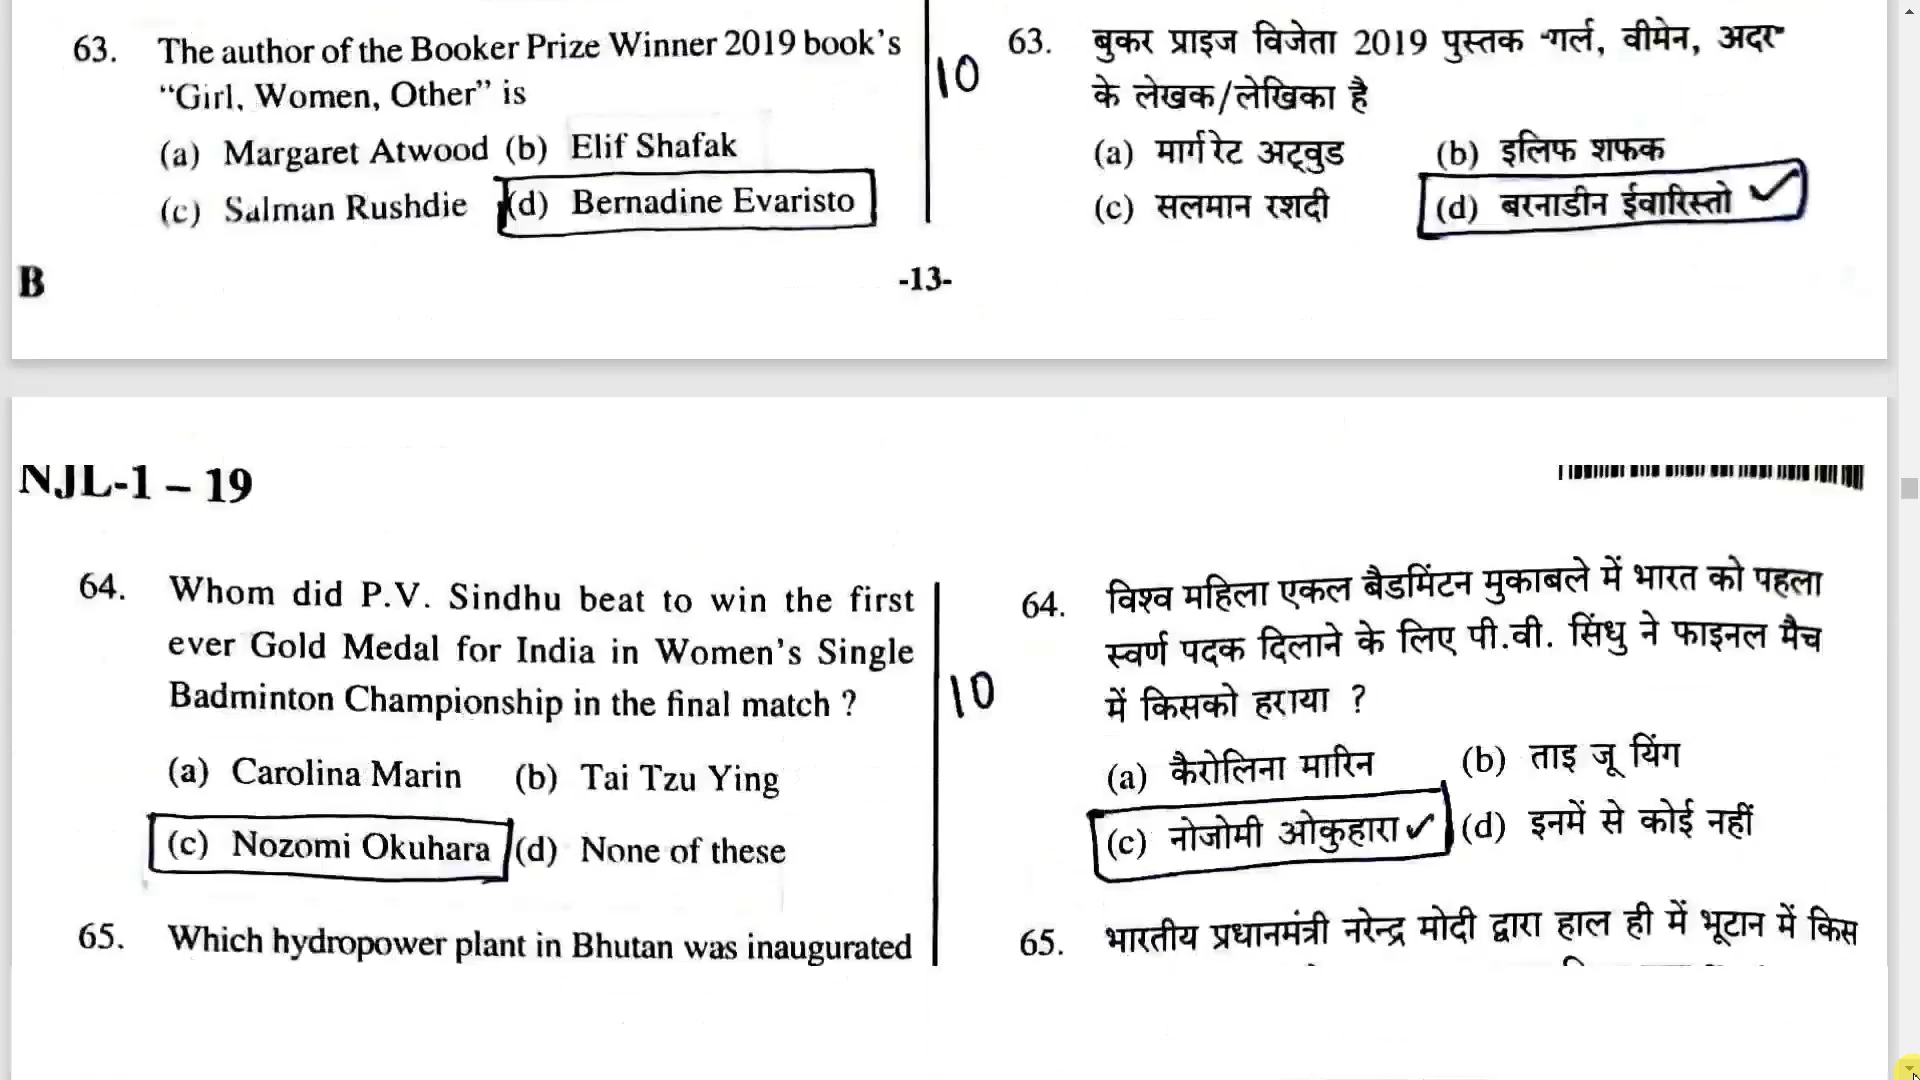 63. The author of the Booker Prize Winner 2019 book's
“Girl, Women, Other” is
(a) Margaret Atwood (b) Elif Shafak
(c) Salman Rushdie (d) Bernadine Evaristo
10
63. बुकर प्राइज विजेता 2019 पुस्तक “गर्ल, वीमेन, अदर”
के लेखक/लेखिका है
(a) मार्गरेट अट्वुड (b) इलिफ शफक
(c) सलमान रशदी (d) बरनाडीन ईवारिस्तो ✓
B -13-
NJL-1 – 19
64. Whom did P.V. Sindhu beat to win the first
ever Gold Medal for India in Women's Single
Badminton Championship in the final match ?
(a) Carolina Marin (b) Tai Tzu Ying
(c) Nozomi Okuhara (d) None of these
65. Which hydropower plant in Bhutan was inaugurated
10
64. विश्व महिला एकल बैडमिंटन मुकाबले में भारत को पहला
स्वर्ण पदक दिलाने के लिए पी.वी. सिंधु ने फाइनल मैच
में किसको हराया ?
(a) कैरोलिना मारिन (b) ताइ जू यिंग
(c) नोजोमी ओकुहारा ✓ (d) इनमें से कोई नहीं
65. भारतीय प्रधानमंत्री नरेन्द्र मोदी द्वारा हाल ही में भूटान में किस